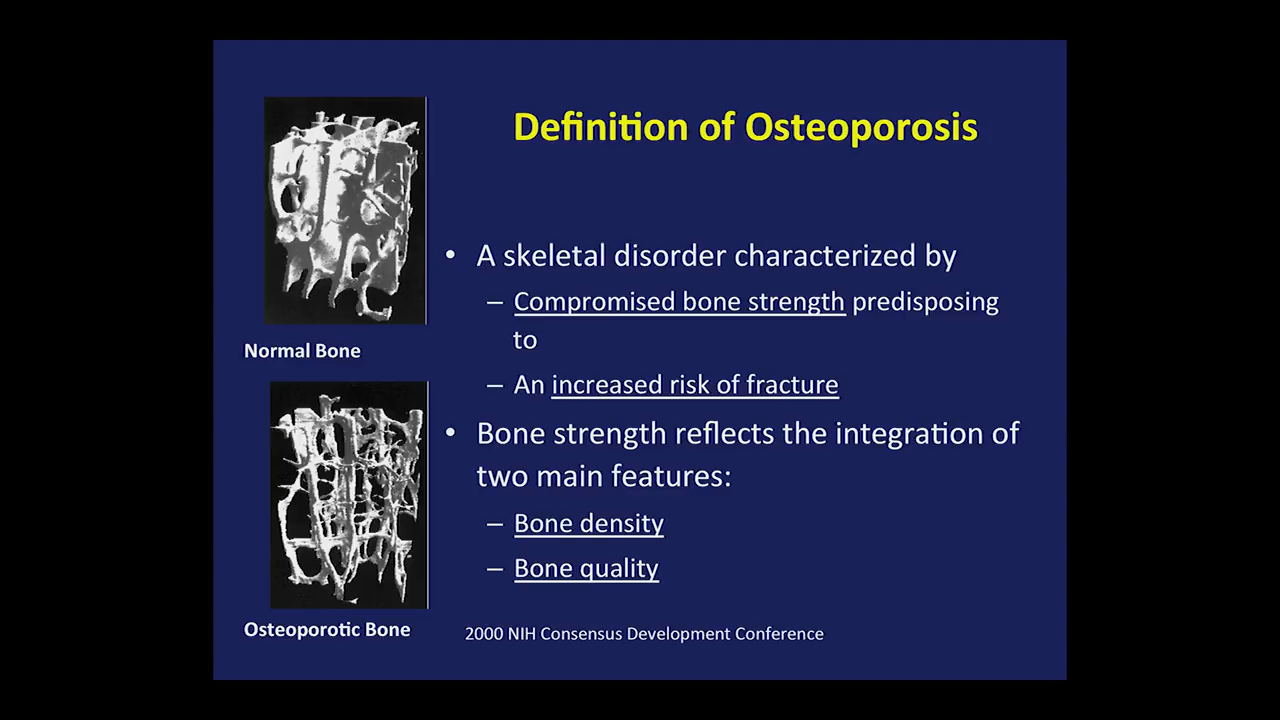 Definition of Osteoporosis
Normal Bone
Osteoporotic Bone
• A skeletal disorder characterized by
– Compromised bone strength predisposing
to
– An increased risk of fracture
• Bone strength reflects the integration of
two main features:
– Bone density
– Bone quality
2000 NIH Consensus Development Conference